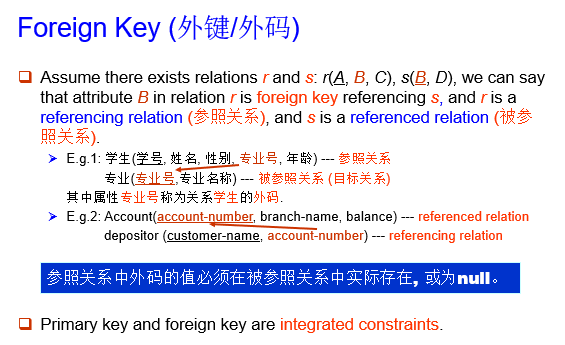 Foreign Key (外键/外码)
Assume there exists relations r and s: r(A, B, C), s(B, D), we can say
that attribute B in relation r is foreign key referencing s, and r is a
referencing relation (参照关系), and s is a referenced relation (被参
照关系).
E.g.1: 学生(学号, 姓名, 性别, 专业号, 年龄) --- 参照关系
专业(专业号,专业名称) --- 被参照关系 (目标关系)
其中属性专业号称为关系学生的外码.
E.g.2: Account(account-number, branch-name, balance) --- referenced relation
depositor (customer-name, account-number) --- referencing relation
参照关系中外码的值必须在被参照关系中实际存在, 或为null。
Primary key and foreign key are integrated constraints.